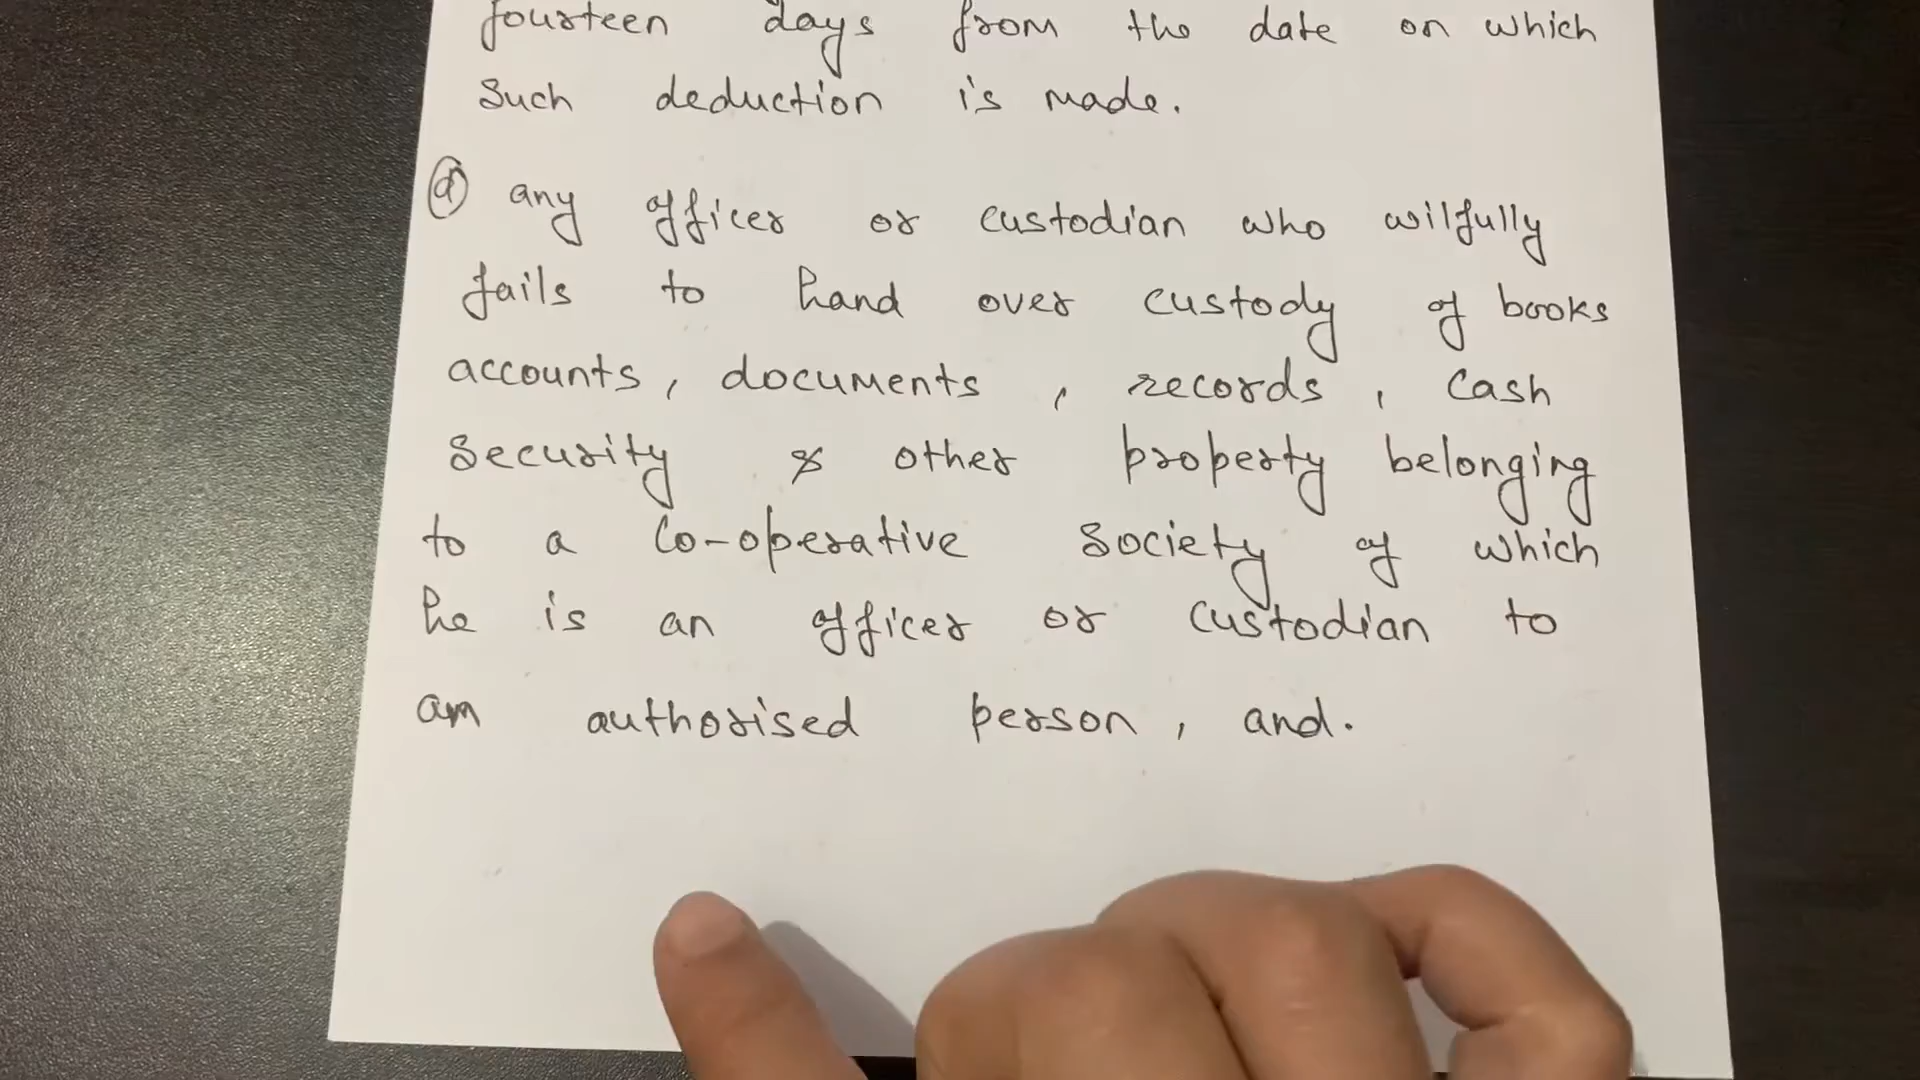 fourteen days from the date on which
such deduction is made.
(d) any officer or custodian who wilfully
fails to hand over custody of books
accounts, documents, records, cash
security & other property belonging
to a co-operative society of which
he is an officer or custodian to
am authorised person, and.